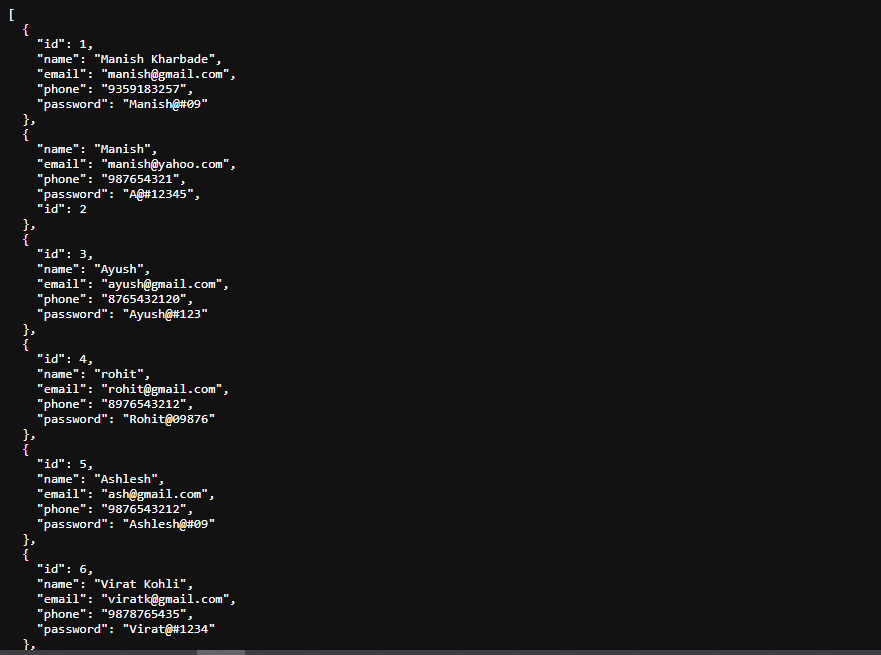 [
  {
    "id": 1,
    "name": "Manish Kharbade",
    "email": "manish@gmail.com",
    "phone": "9359183257",
    "password": "Manish@#09"
  },
  {
    "name": "Manish",
    "email": "manish@yahoo.com",
    "phone": "987654321",
    "password": "A@#12345",
    "id": 2
  },
  {
    "id": 3,
    "name": "Ayush",
    "email": "ayush@gmail.com",
    "phone": "8765432120",
    "password": "Ayush@#123"
  },
  {
    "id": 4,
    "name": "rohit",
    "email": "rohit@gmail.com",
    "phone": "8976543212",
    "password": "Rohit@09876"
  },
  {
    "id": 5,
    "name": "Ashlesh",
    "email": "ash@gmail.com",
    "phone": "9876543212",
    "password": "Ashlesh@#09"
  },
  {
    "id": 6,
    "name": "Virat Kohli",
    "email": "viratk@gmail.com",
    "phone": "9878765435",
    "password": "Virat@#1234"
  },